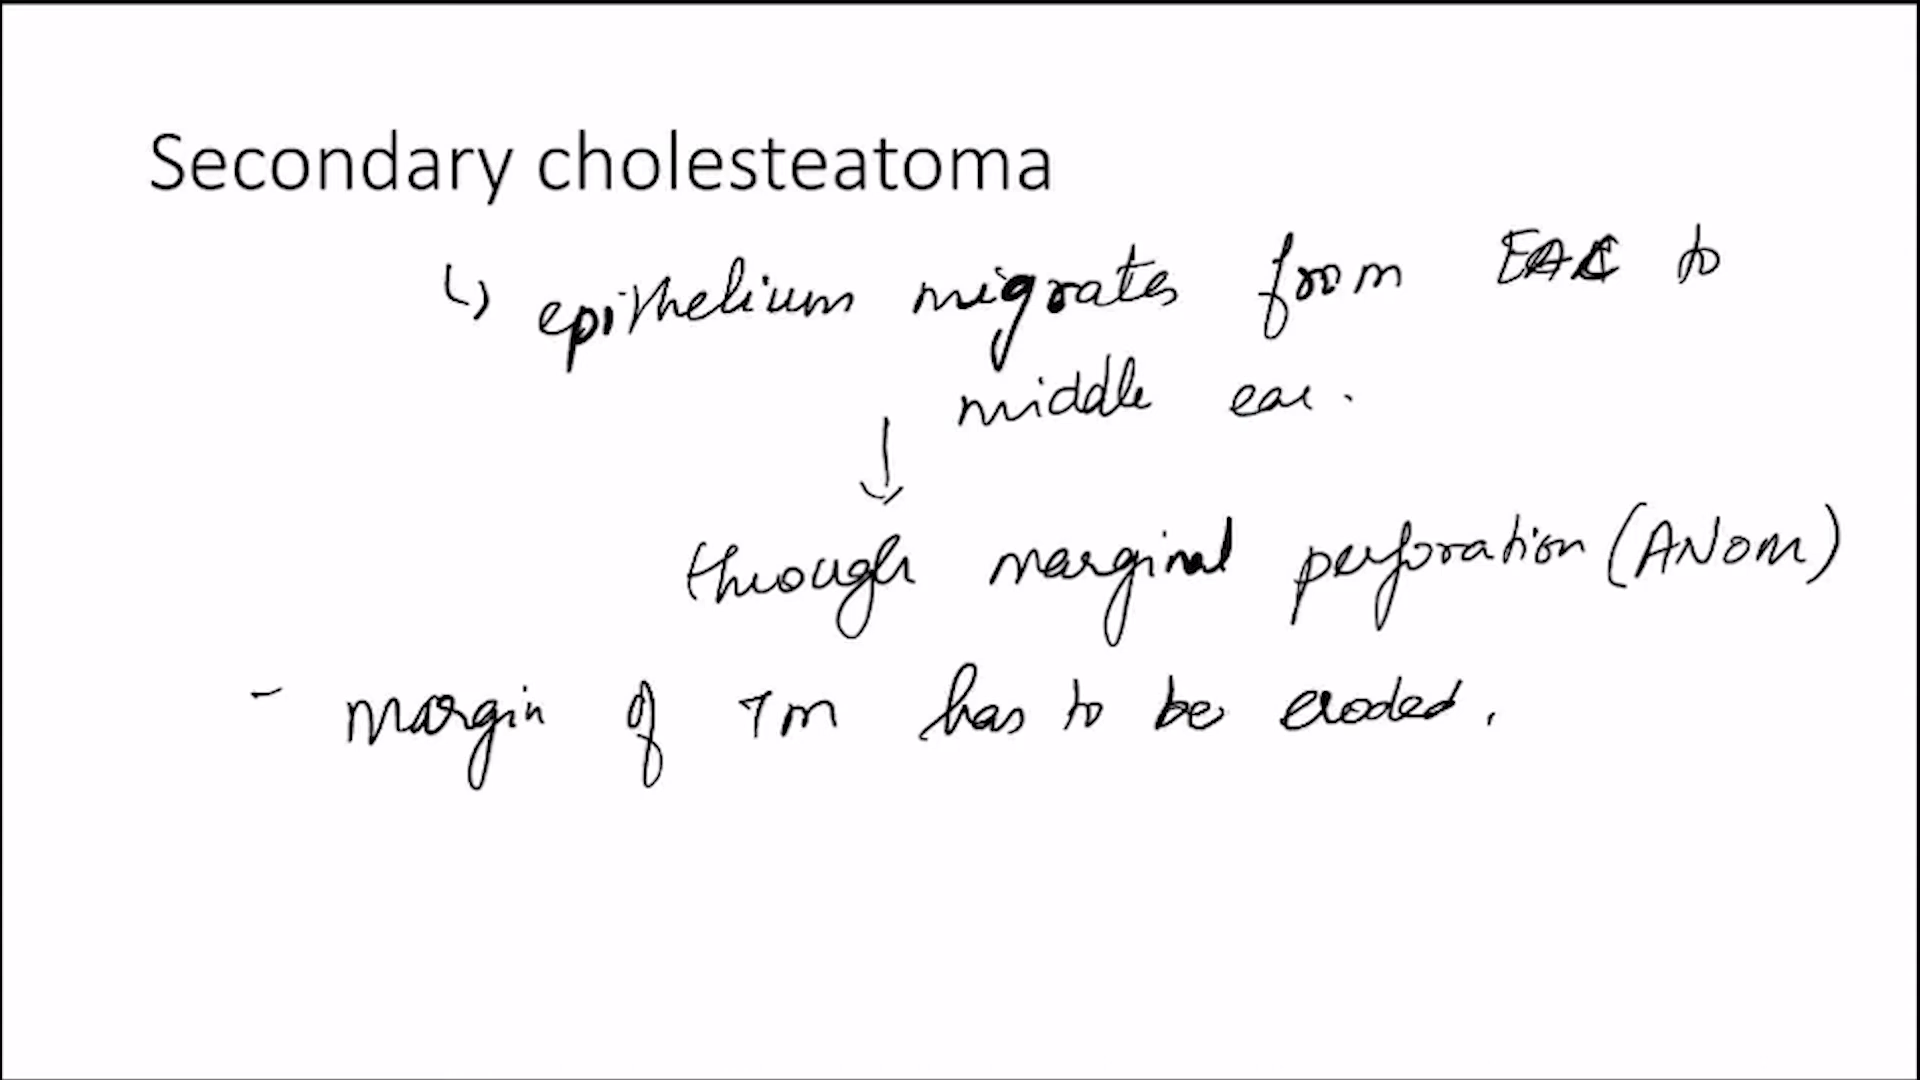 Secondary cholesteatoma
↳ epithelium migrates from EAC to
middle ear.
↓
through marginal perforation (ANOM)
- Margin of TM has to be eroded.